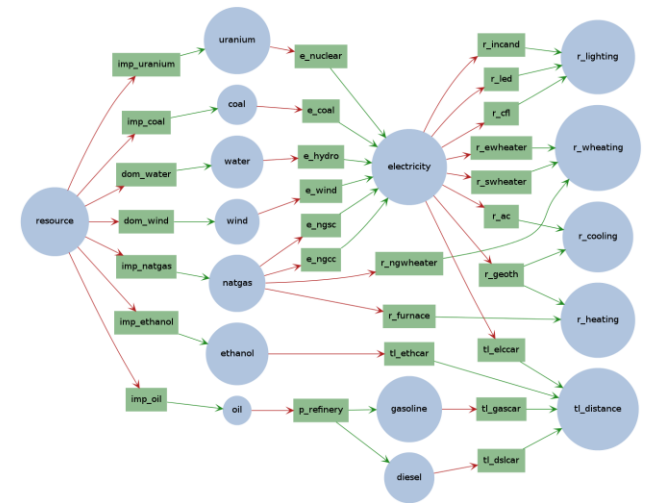 resource
imp_uranium
imp_coal
dom_water
dom_wind
imp_natgas
imp_ethanol
imp_oil
uranium
coal
water
wind
natgas
ethanol
oil
e_nuclear
e_coal
e_hydro
e_wind
e_ngsc
e_ngcc
p_refinery
electricity
r_ngwheater
r_furnace
tl_ethcar
gasoline
diesel
r_incand
r_led
r_cfl
r_ewheater
r_swheater
r_ac
r_geoth
tl_elccar
tl_gascar
tl_dslcar
r_lighting
r_wheating
r_cooling
r_heating
tl_distance